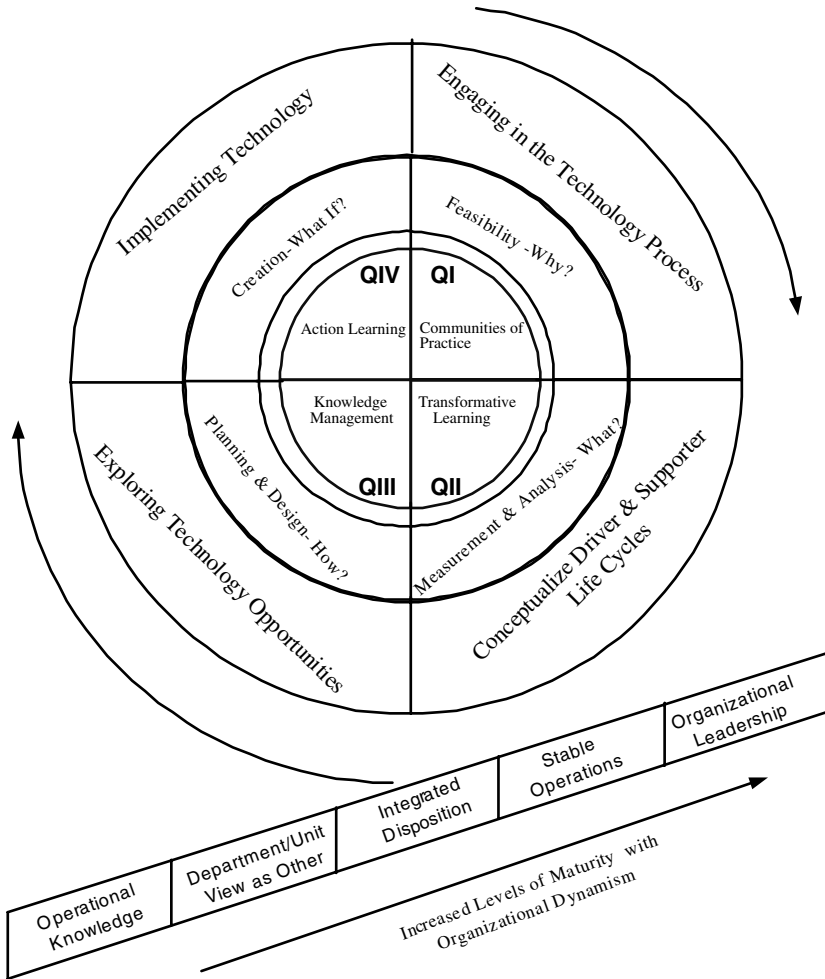 Implementing Technology
Engaging in the Technology Process
Creation-What If?
Feasibility -Why?
QIV
QI
Action Learning
Communities of
Practice
Knowledge
Management
Transformative
Learning
QIII
QII
Planning & Design- How?
Measurement & Analysis- What?
Exploring Technology Opportunities
Conceptualize Driver & Supporter
Life Cycles
Operational
Knowledge
Department/Unit
View as Other
Integrated
Disposition
Stable
Operations
Organizational
Leadership
Increased Levels of Maturity with
Organizational Dynamism